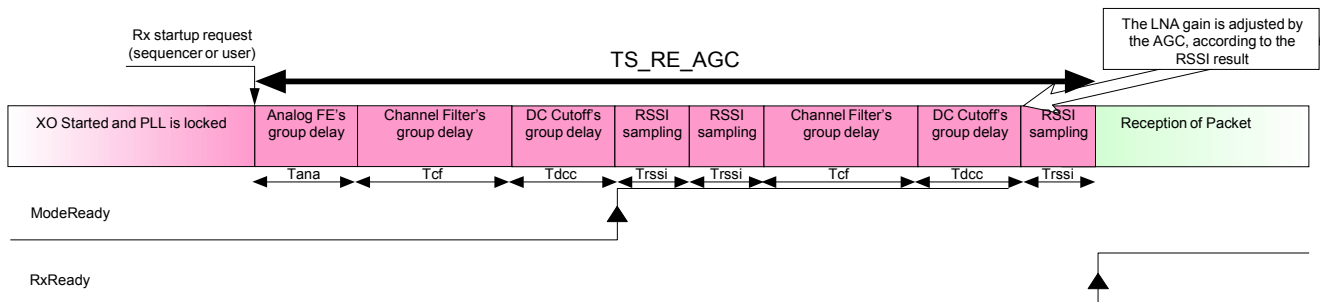 Rx startup request
(sequencer or user)
TS_RE_AGC
The LNA gain is adjusted by
the AGC, according to the
RSSI result
XO Started and PLL is locked
Analog FE's
group delay
Channel Filter's
group delay
DC Cutoff's
group delay
RSSI
sampling
RSSI
sampling
Channel Filter's
group delay
DC Cutoff's
group delay
RSSI
sampling
Reception of Packet
Tana
Tcf
Tdcc
Trssi
Trssi
Tcf
Tdcc
Trssi
ModeReady
RxReady